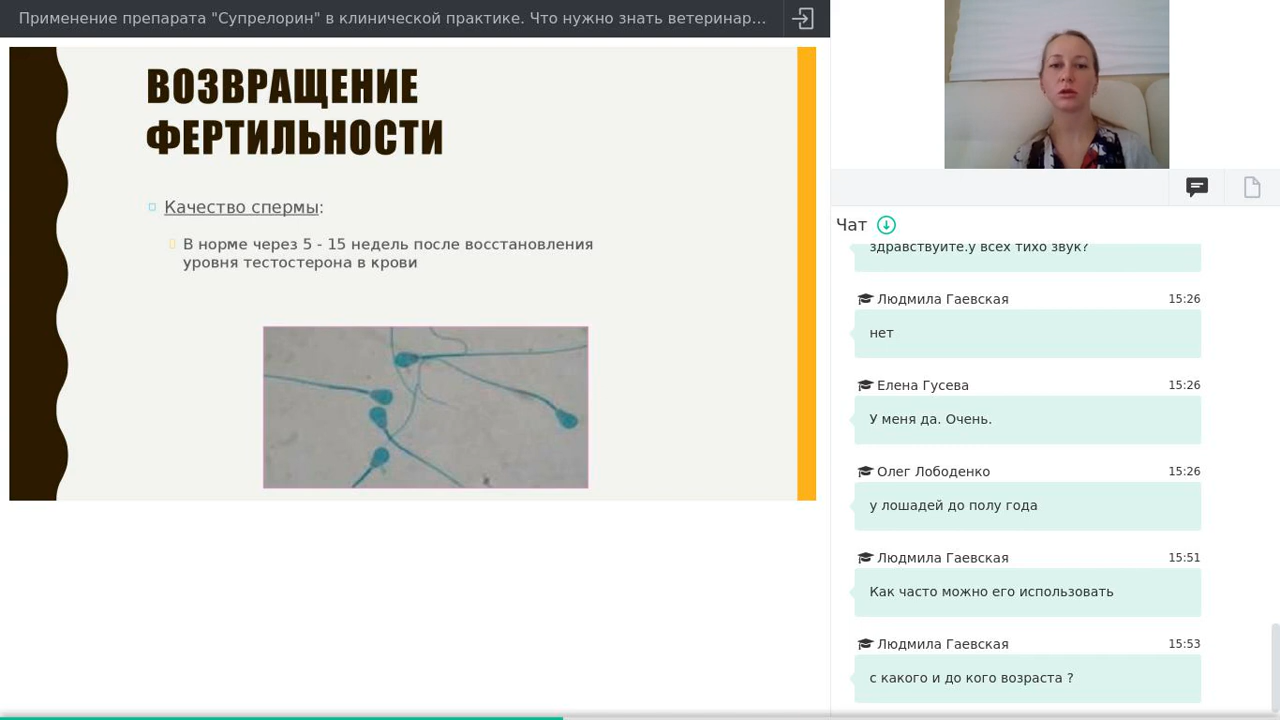 Применение препарата "Супрелорин" в клинической практике. Что нужно знать ветеринар...
ВОЗВРАЩЕНИЕ
ФЕРТИЛЬНОСТИ
Качество спермы:
В норме через 5 - 15 недель после восстановления
уровня тестостерона в крови
Чат
здравствуйте.у всех тихо звук?
Людмила Гаевская 15:26
нет
Елена Гусева 15:26
У меня да. Очень.
Олег Лободенко 15:26
у лошадей до полу года
Людмила Гаевская 15:51
Как часто можно его использовать
Людмила Гаевская 15:53
с какого и до кого возраста ?